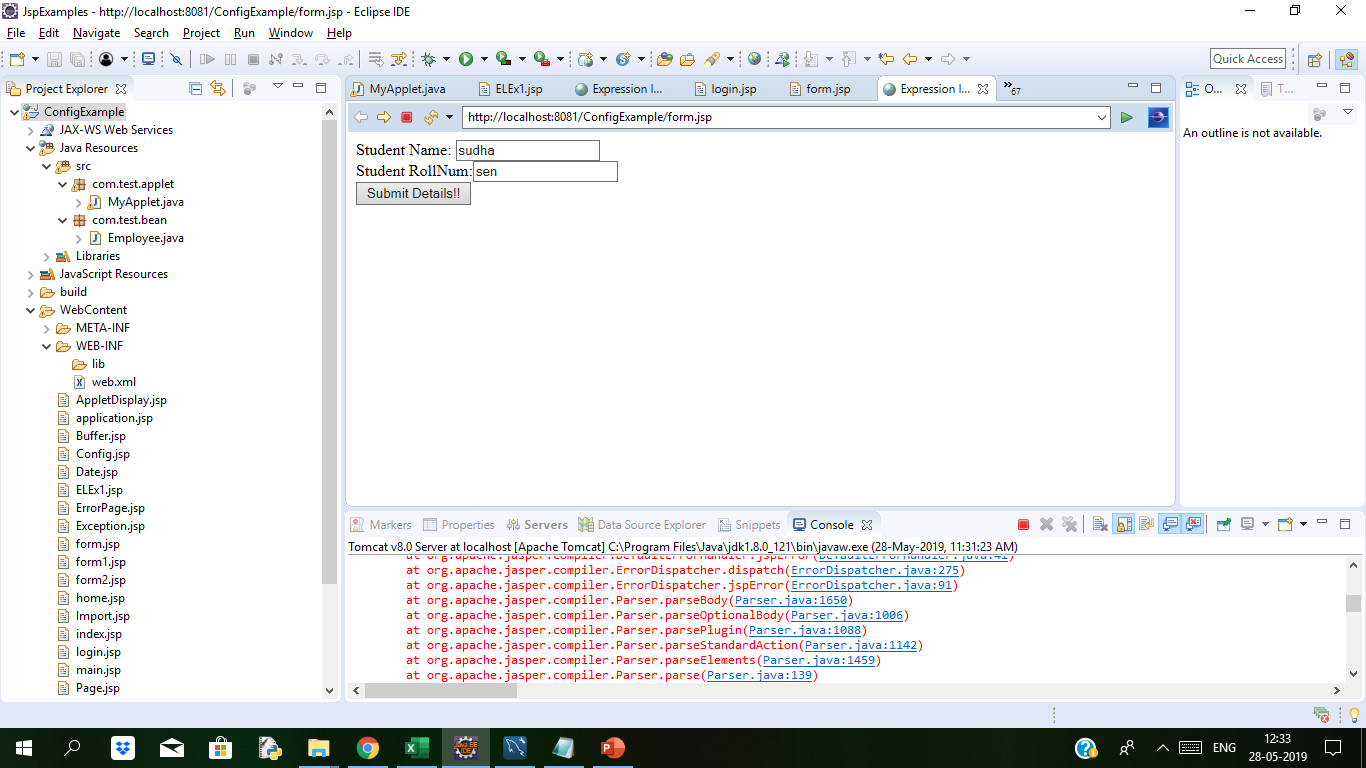 JspExamples - http://localhost:8081/ConfigExample/form.jsp - Eclipse IDE
File Edit Navigate Search Project Run Window Help
Quick Access
Project Explorer
MyApplet.java ELEx1.jsp Expression l... login.jsp form.jsp Expression l... »67
O... T...
ConfigExample
JAX-WS Web Services
Java Resources
src
com.test.applet
MyApplet.java
com.test.bean
Employee.java
Libraries
JavaScript Resources
build
WebContent
META-INF
WEB-INF
lib
web.xml
AppletDisplay.jsp
application.jsp
Buffer.jsp
Config.jsp
Date.jsp
ELEx1.jsp
ErrorPage.jsp
Exception.jsp
form.jsp
form1.jsp
form2.jsp
home.jsp
Import.jsp
index.jsp
login.jsp
main.jsp
Page.jsp
http://localhost:8081/ConfigExample/form.jsp
Student Name: sudha
Student RollNum: sen
Submit Details!!
An outline is not available.
Markers Properties Servers Data Source Explorer Snippets Console
Tomcat v8.0 Server at localhost [Apache Tomcat] C:\Program Files\Java\jdk1.8.0_121\bin\javaw.exe (28-May-2019, 11:31:23 AM)
at org.apache.jasper.compiler.DefaultErrorHandler.jspError(DefaultErrorHandler.java:41)
at org.apache.jasper.compiler.ErrorDispatcher.dispatch(ErrorDispatcher.java:275)
at org.apache.jasper.compiler.ErrorDispatcher.jspError(ErrorDispatcher.java:91)
at org.apache.jasper.compiler.Parser.parseBody(Parser.java:1650)
at org.apache.jasper.compiler.Parser.parseOptionalBody(Parser.java:1006)
at org.apache.jasper.compiler.Parser.parsePlugin(Parser.java:1088)
at org.apache.jasper.compiler.Parser.parseStandardAction(Parser.java:1142)
at org.apache.jasper.compiler.Parser.parseElements(Parser.java:1459)
at org.apache.jasper.compiler.Parser.parse(Parser.java:139)
ENG
12:33
28-05-2019